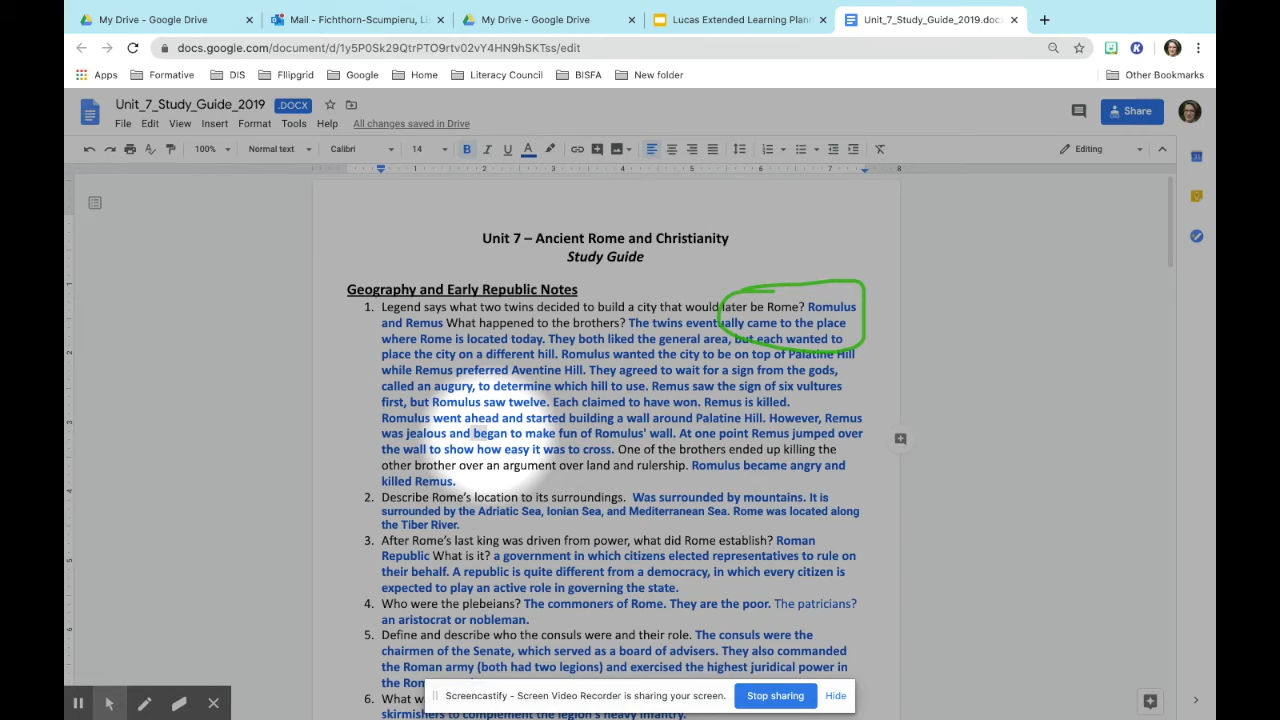 My Drive - Google Drive
Mail - Fichthorn-Scumpieru, Li
My Drive - Google Drive
Lucas Extended Learning Plan
Unit_7_Study_Guide_2019.docx
docs.google.com/document/d/1y5P0Sk29QtrPTO9rtv02vY4HN9hSKTss/edit
Apps Formative DIS Flipgrid Google Home Literacy Council BISFA New folder Other Bookmarks
Unit_7_Study_Guide_2019 .DOCX
Share
File Edit View Insert Format Tools Help All changes saved in Drive
100% Normal text Calibri 14 B I U A Editing
1 2 3 4 5 6 7 8
Unit 7 – Ancient Rome and Christianity
Study Guide
Geography and Early Republic Notes
1. Legend says what two twins decided to build a city that would later be Rome? Romulus
and Remus What happened to the brothers? The twins eventually came to the place
where Rome is located today. They both liked the general area, but each wanted to
place the city on a different hill. Romulus wanted the city to be on top of Palatine Hill
while Remus preferred Aventine Hill. They agreed to wait for a sign from the gods,
called an augury, to determine which hill to use. Remus saw the sign of six vultures
first, but Romulus saw twelve. Each claimed to have won. Remus is killed.
Romulus went ahead and started building a wall around Palatine Hill. However, Remus
was jealous and began to make fun of Romulus' wall. At one point Remus jumped over
the wall to show how easy it was to cross. One of the brothers ended up killing the
other brother over an argument over land and rulership. Romulus became angry and
killed Remus.
2. Describe Rome's location to its surroundings. Was surrounded by mountains. It is
surrounded by the Adriatic Sea, Ionian Sea, and Mediterranean Sea. Rome was located along
the Tiber River.
3. After Rome's last king was driven from power, what did Rome establish? Roman
Republic What is it? a government in which citizens elected representatives to rule on
their behalf. A republic is quite different from a democracy, in which every citizen is
expected to play an active role in governing the state.
4. Who were the plebeians? The commoners of Rome. They are the poor. The patricians?
an aristocrat or nobleman.
5. Define and describe who the consuls were and their role. The consuls were the
chairmen of the Senate, which served as a board of advisers. They also commanded
the Roman army (both had two legions) and exercised the highest juridical power in
the Rom
6. What w
skirmishers to complement the legion's heavy infantry.
Screencastify - Screen Video Recorder is sharing your screen.
Stop sharing
Hide